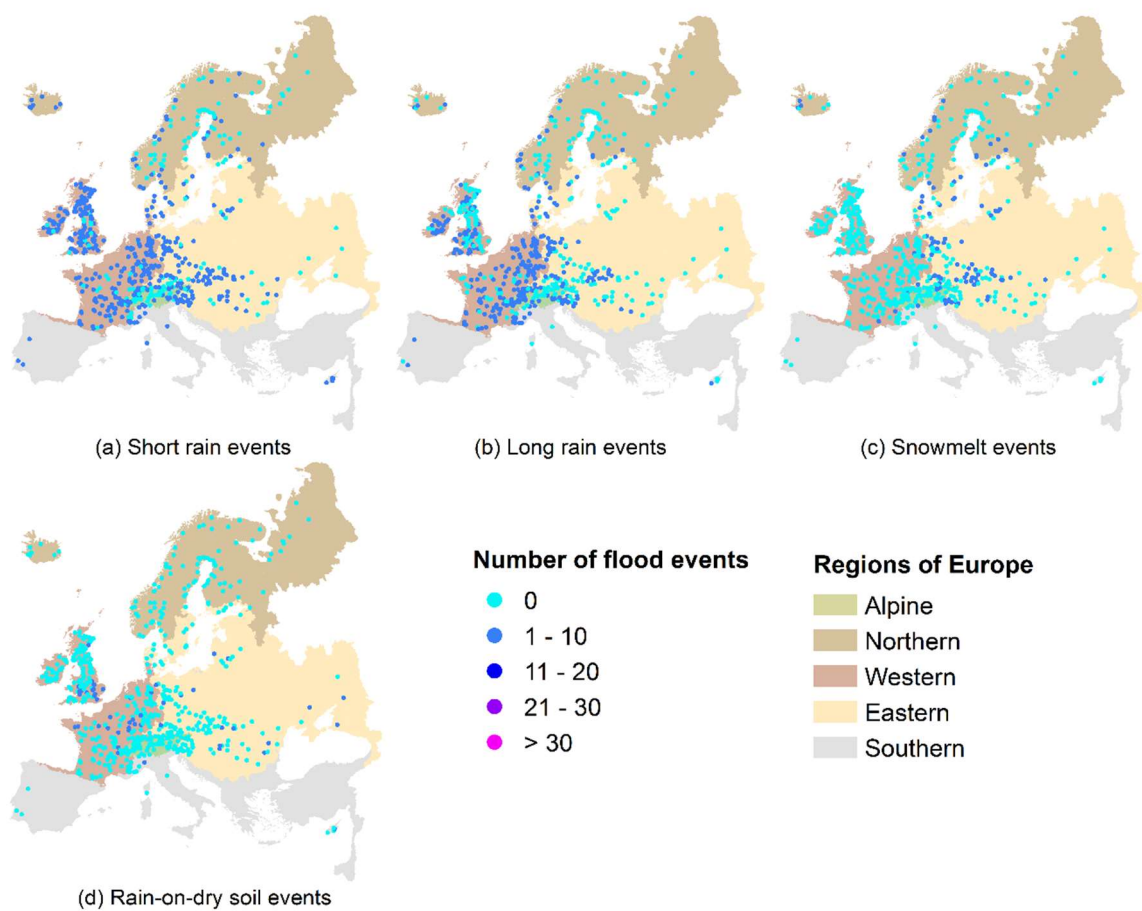 (a) Short rain events
(b) Long rain events
(c) Snowmelt events
Number of flood events
0
1 - 10
11 - 20
21 - 30
> 30
Regions of Europe
Alpine
Northern
Western
Eastern
Southern
(d) Rain-on-dry soil events